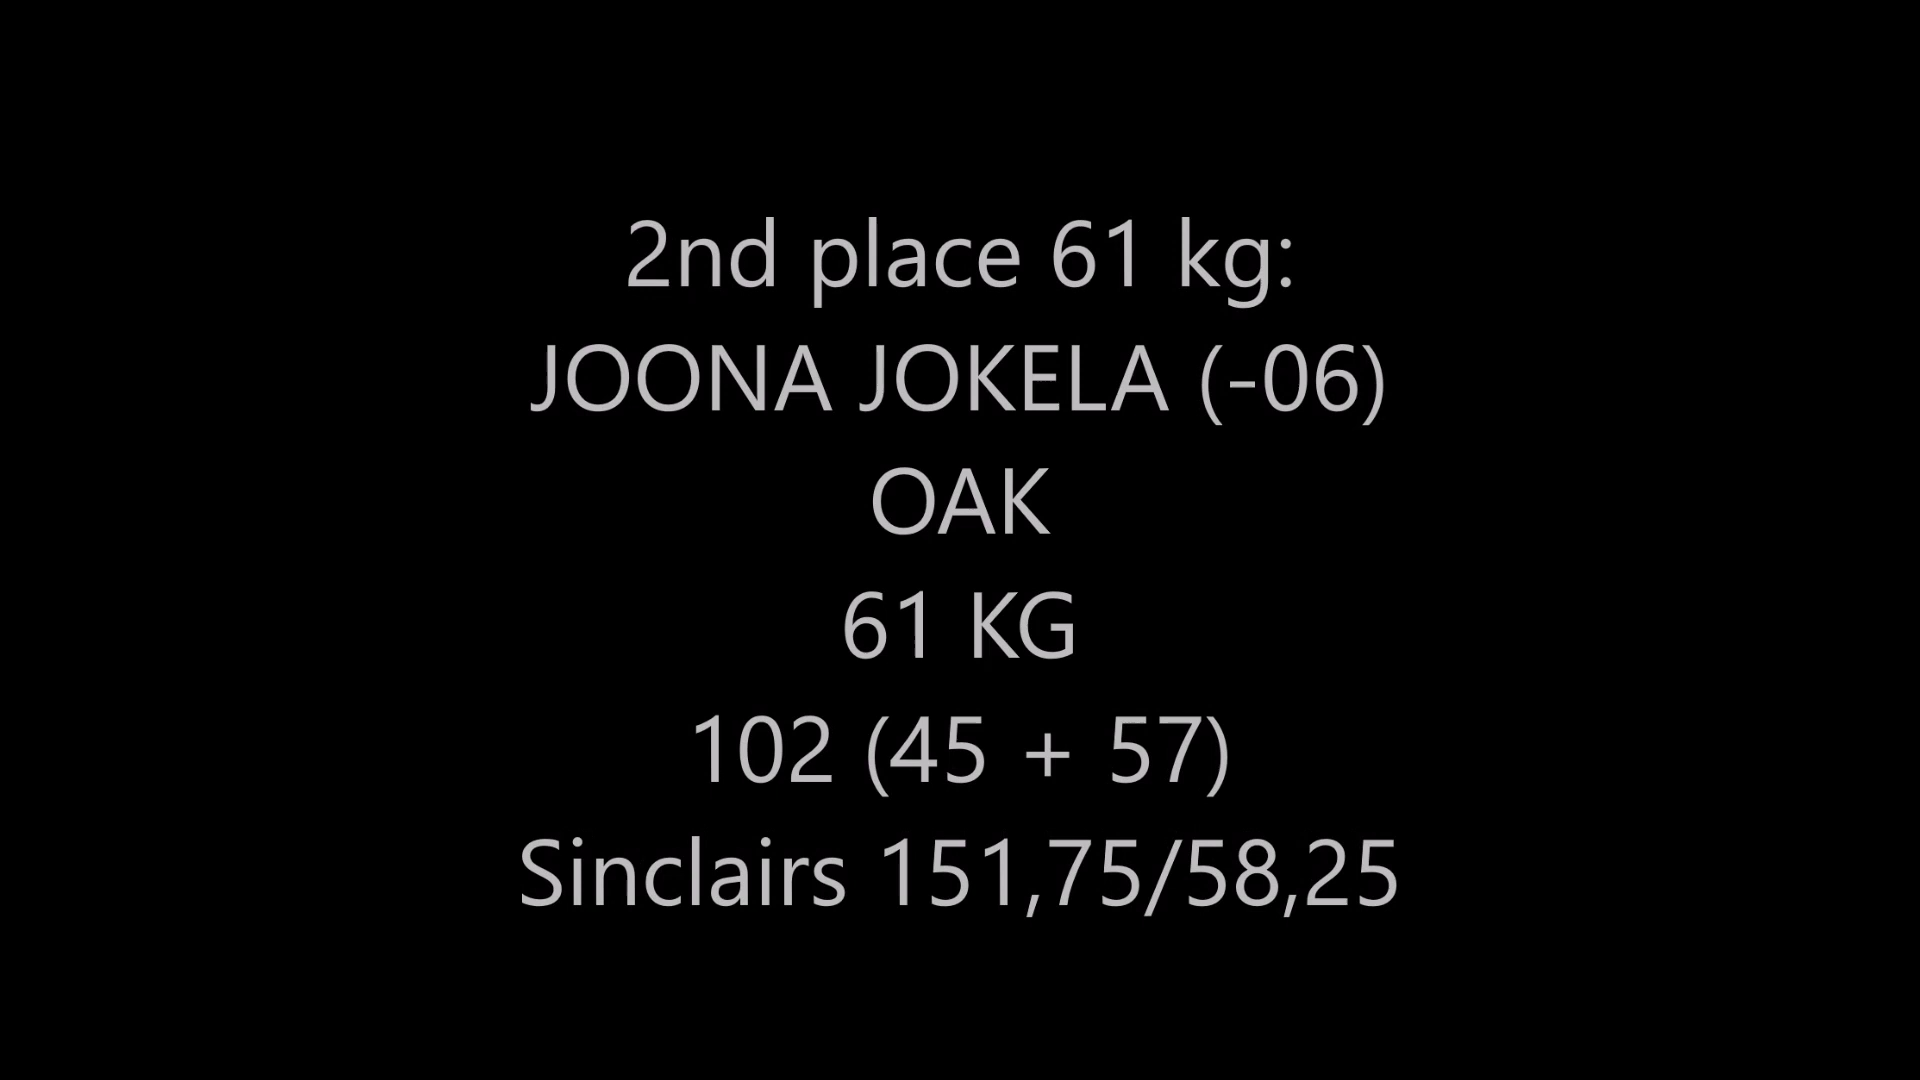 2nd place 61 kg:
JOONA JOKELA (-06)
OAK
61 KG
102 (45 + 57)
Sinclairs 151,75/58,25